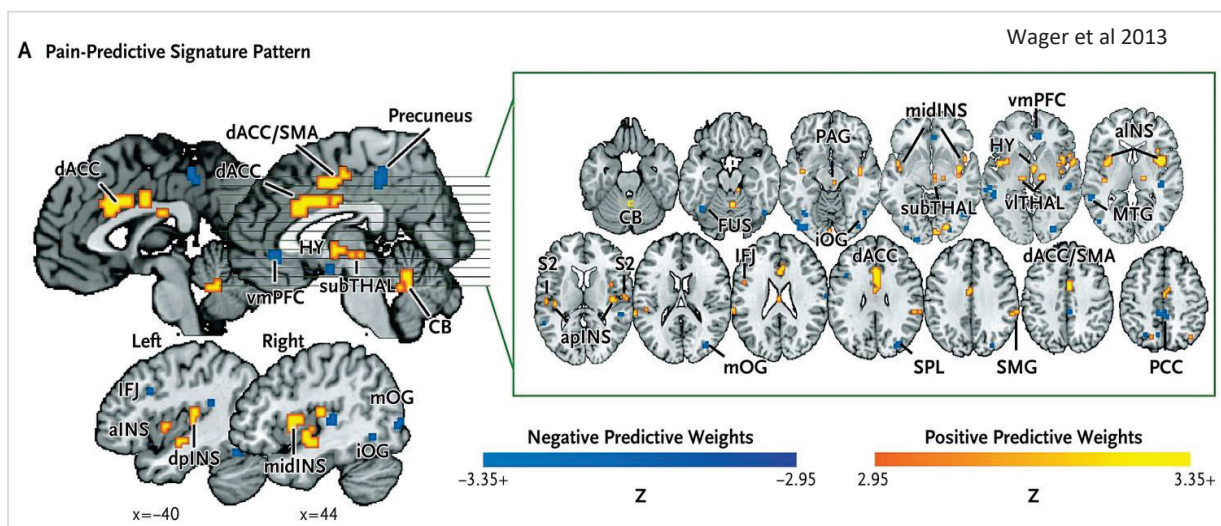 Wager et al 2013
A Pain-Predictive Signature Pattern
Precuneus
dACC/SMA
dACC
dACC
HY
vmPFC
subTHAL
CB
Left
Right
IFJ
aINS
dpINS
midINS
mOG
iOG
x=−40
x=44
vmPFC
midINS
PAG
HY
aINS
CB
FUS
iOG
subTHAL
vlTHAL
MTG
S2
S2
IFJ
dACC
dACC/SMA
apINS
mOG
SPL
SMG
PCC
Negative Predictive Weights
−3.35+
−2.95
Z
Positive Predictive Weights
2.95
3.35+
Z